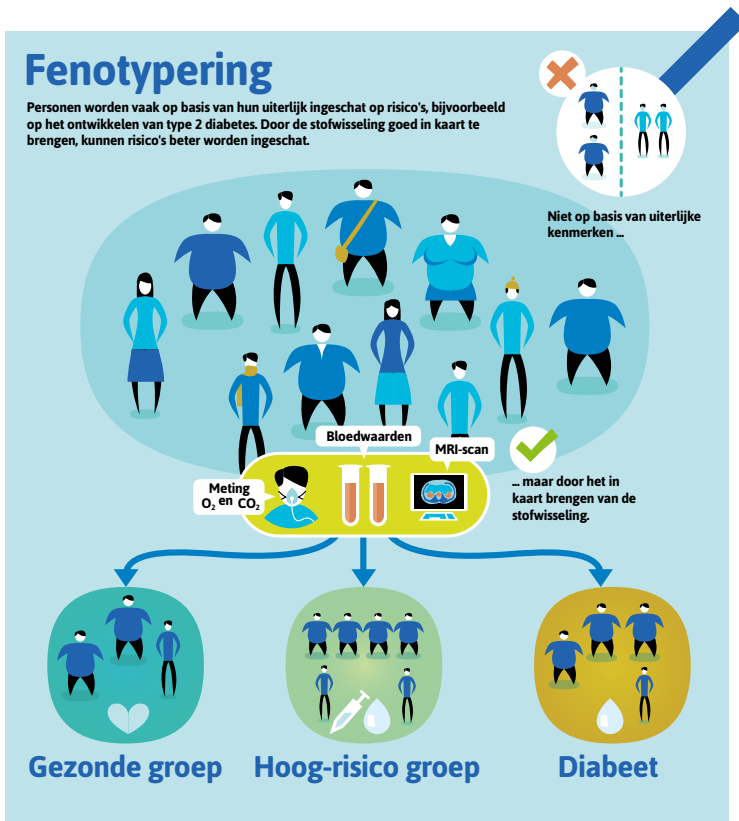 Fenotypering
Personen worden vaak op basis van hun uiterlijk ingeschat op risico's, bijvoorbeeld
op het ontwikkelen van type 2 diabetes. Door de stofwisseling goed in kaart te
brengen, kunnen risico's beter worden ingeschat.
Niet op basis van uiterlijke
kenmerken ...
Bloedwaarden
MRI-scan
Meting
O₂ en CO₂
... maar door het in
kaart brengen van de
stofwisseling.
Gezonde groep
Hoog-risico groep
Diabeet